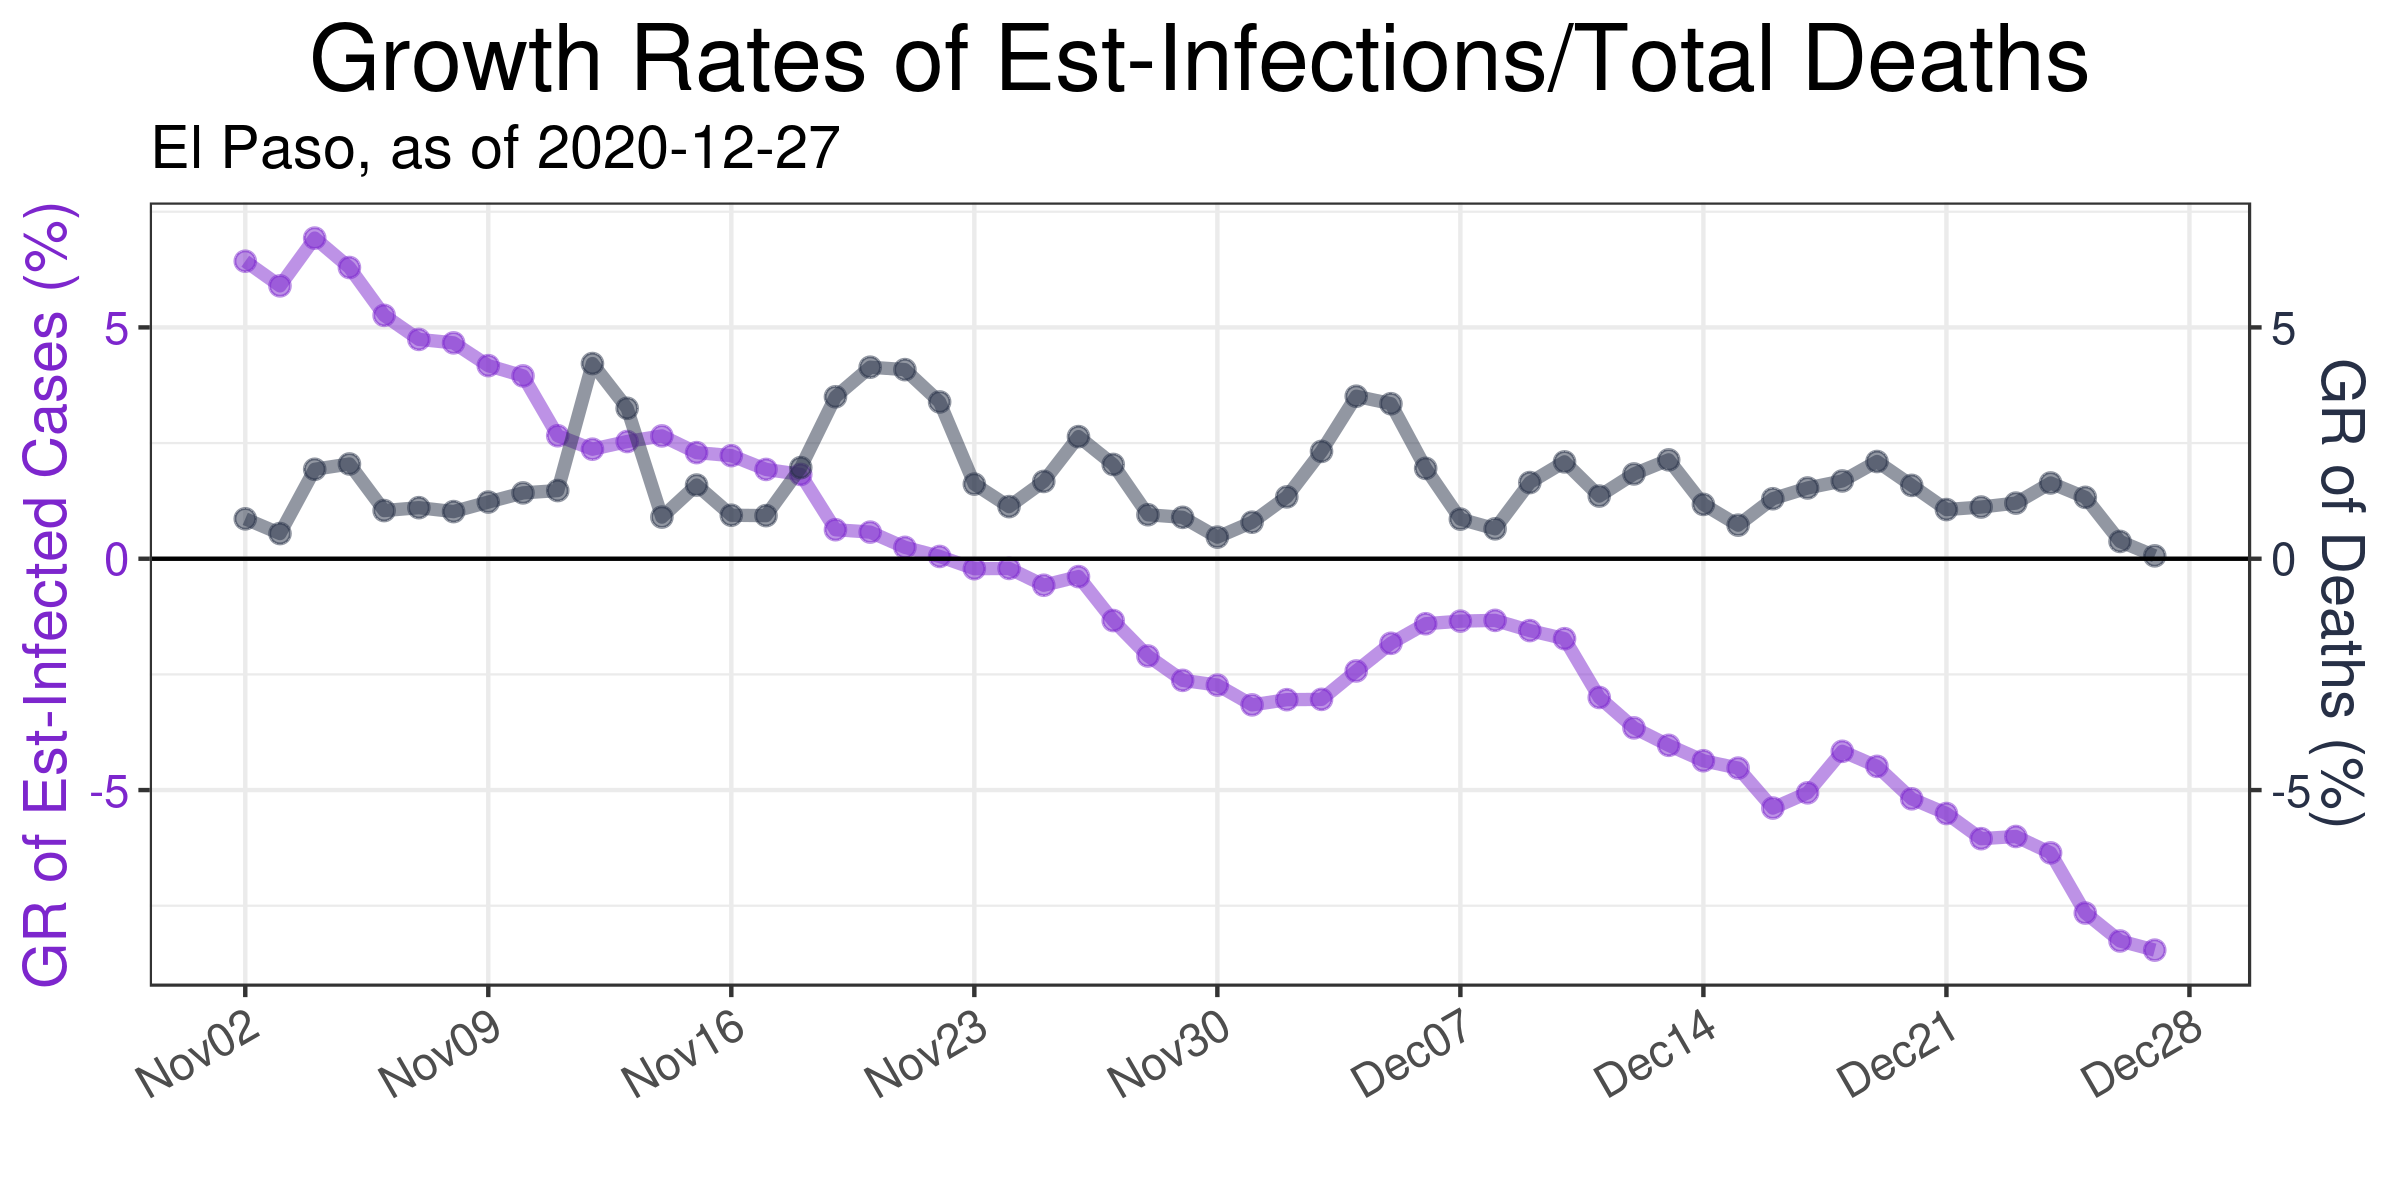 Growth Rates of Est-Infections/Total Deaths
El Paso, as of 2020-12-27
GR of Est-Infected Cases (%)
5
0
-5
5
0
-5
GR of Deaths (%)
Nov02
Nov09
Nov16
Nov23
Nov30
Dec07
Dec14
Dec21
Dec28